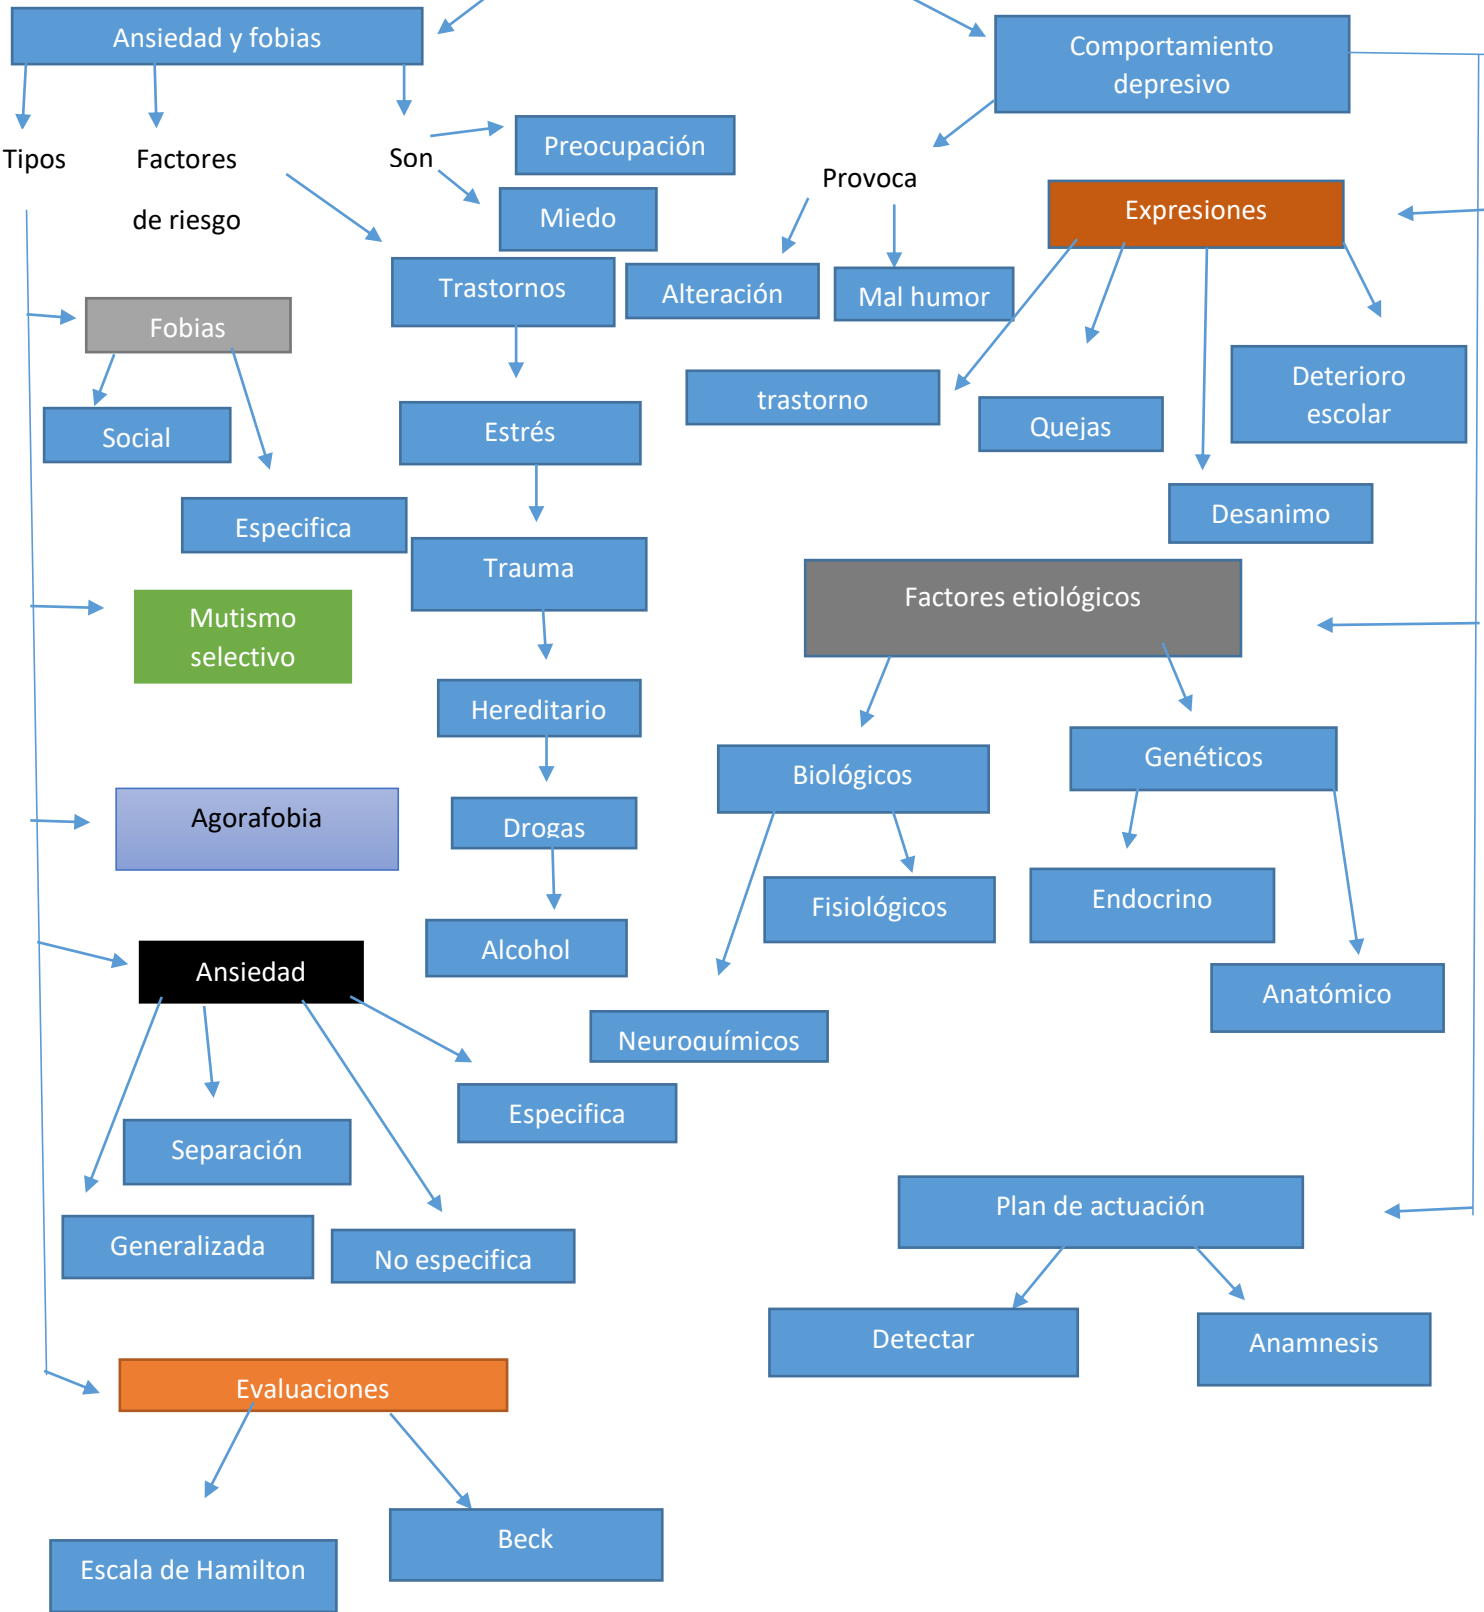 Ansiedad y fobias
Comportamiento
depresivo
Tipos
Factores
de riesgo
Son
Preocupación
Miedo
Provoca
Expresiones
Trastornos
Alteración
Mal humor
Fobias
Social
Especifica
Estrés
trastorno
Quejas
Deterioro
escolar
Desanimo
Trauma
Factores etiológicos
Mutismo
selectivo
Hereditario
Biológicos
Genéticos
Agorafobia
Drogas
Fisiológicos
Endocrino
Alcohol
Ansiedad
Anatómico
Neuroquímicos
Especifica
Separación
Generalizada
No especifica
Plan de actuación
Detectar
Anamnesis
Evaluaciones
Escala de Hamilton
Beck